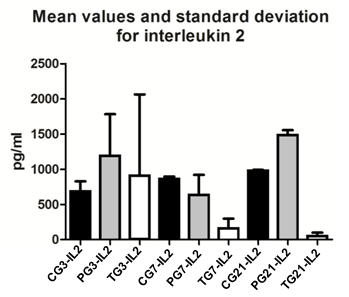 Mean values and standard deviation
for interleukin 2
pg/ml
2500
2000
1500
1000
500
0
CG3-IL2
PG3-IL2
TG3-IL2
CG7-IL2
PG7-IL2
TG7-IL2
CG21-IL2
PG21-IL2
TG21-IL2